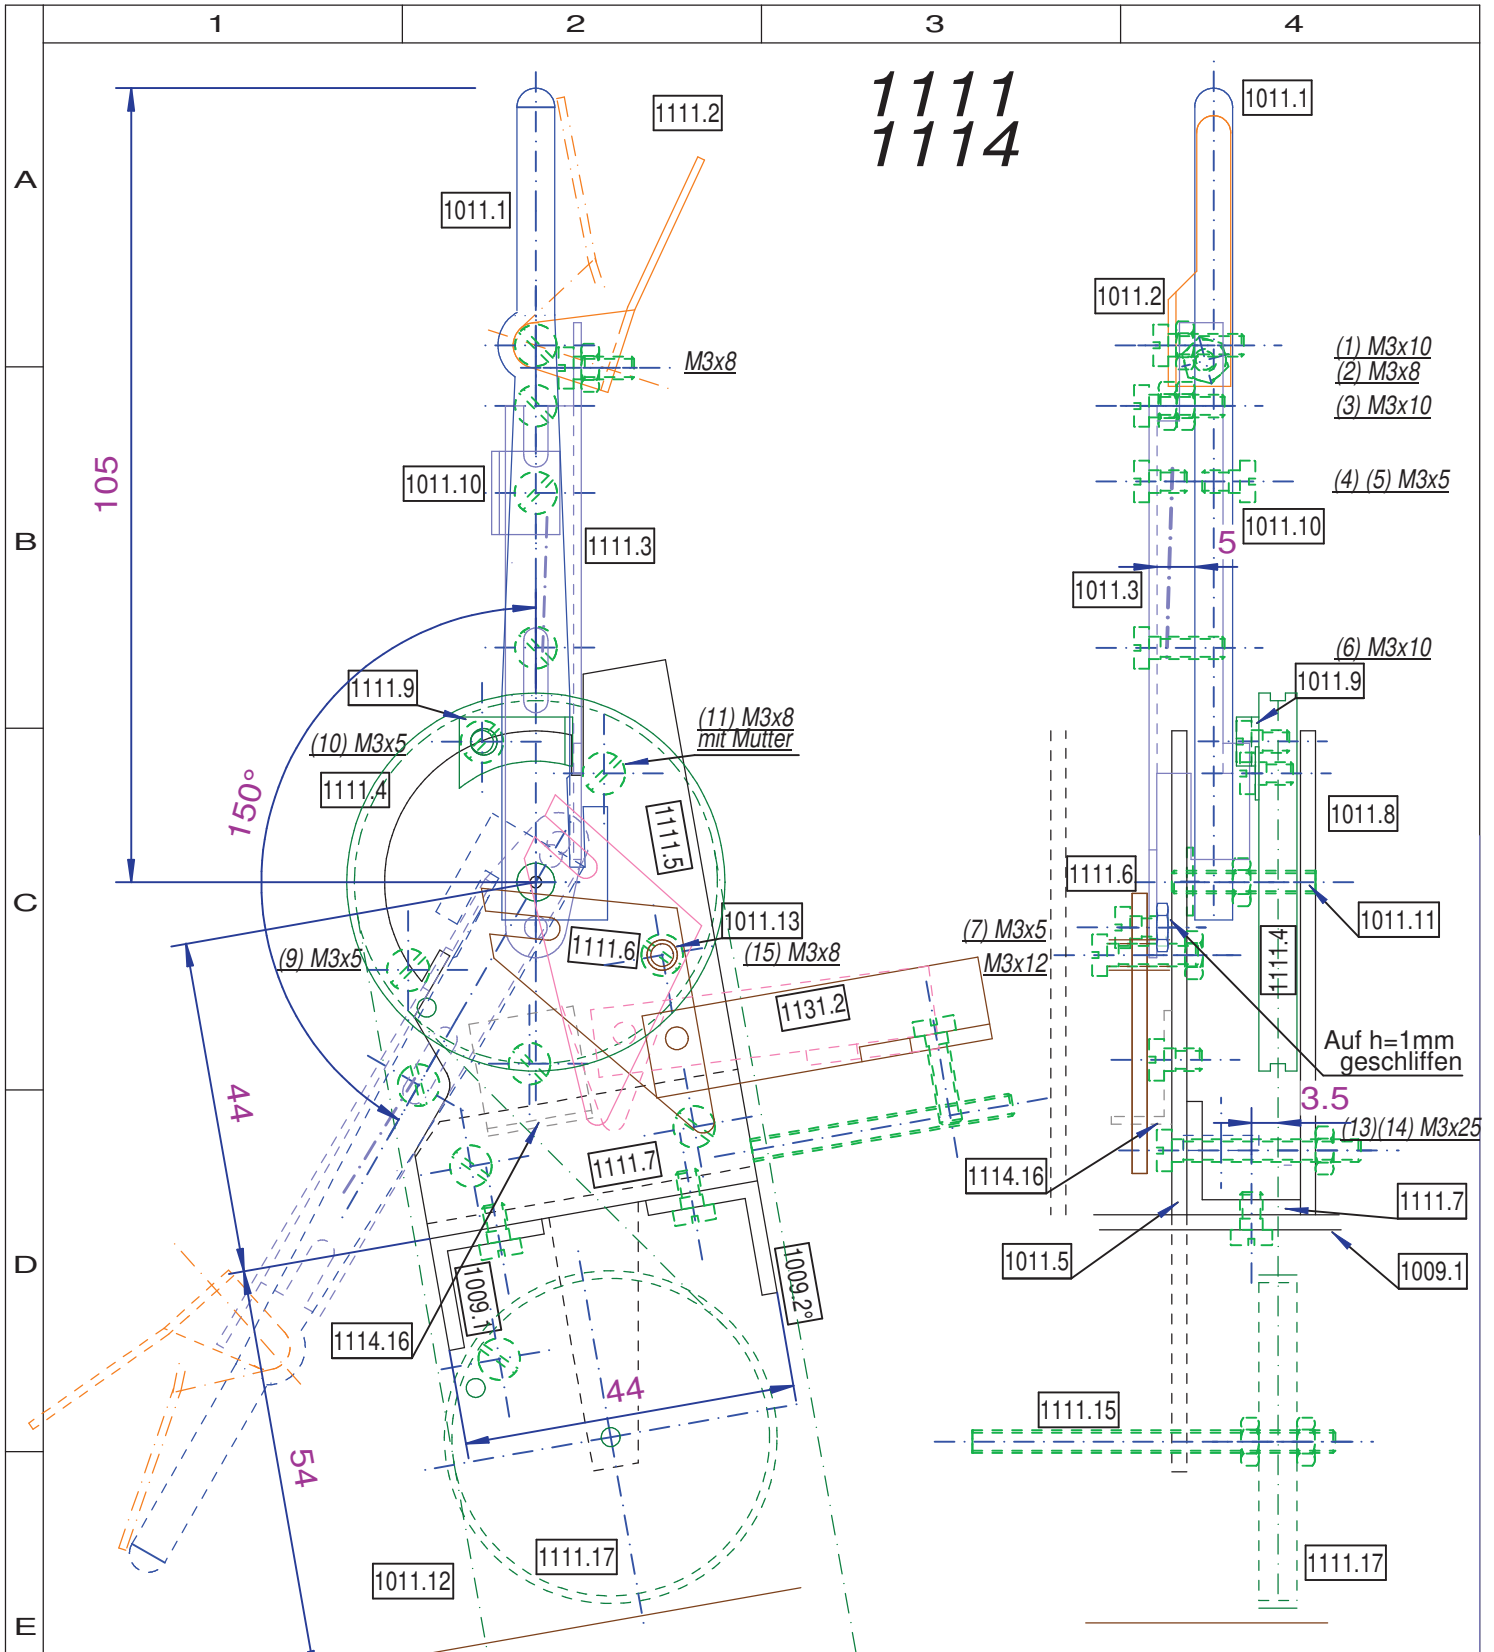 1 2 3 4
1111
1114
A
B
C
D
E
1111.2
1011.1
M3x8
1011.10
1111.3
105
1111.9
(10) M3x5
1111.4
150°
(11) M3x8
mit Mutter
1111.5
1011.13
1111.6
(15) M3x8
(9) M3x5
1131.2
44
1111.7
1009.1
1009.2°
1114.16
44
54
1111.17
1011.12
1011.1
1011.2
(1) M3x10
(2) M3x8
(3) M3x10
(4) (5) M3x5
1011.10
5
1011.3
(6) M3x10
1011.9
1011.8
1111.6
1011.11
(7) M3x5
M3x12
1111.4
Auf h=1mm
geschliffen
3.5
(13)(14) M3x25
1114.16
1111.7
1011.5
1009.1
1111.15
1111.17